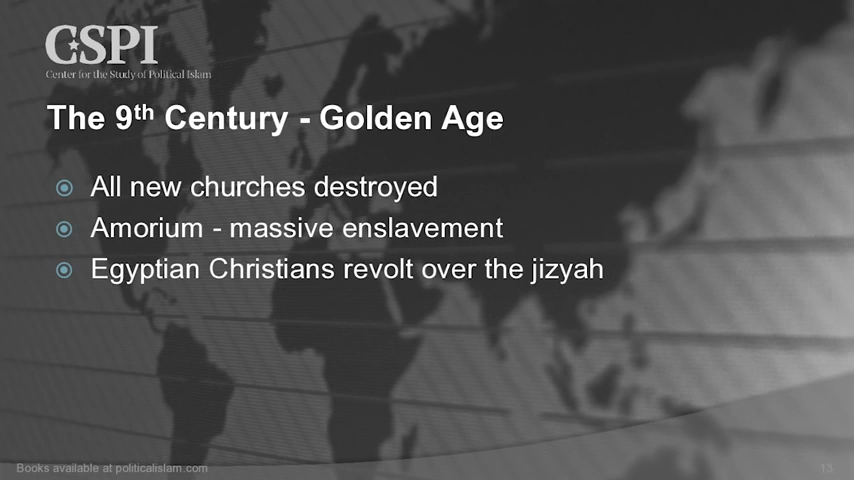 CSPI
Center for the Study of Political Islam
The 9th Century - Golden Age
All new churches destroyed
Amorium - massive enslavement
Egyptian Christians revolt over the jizyah
Books available at politicalislam.com
13